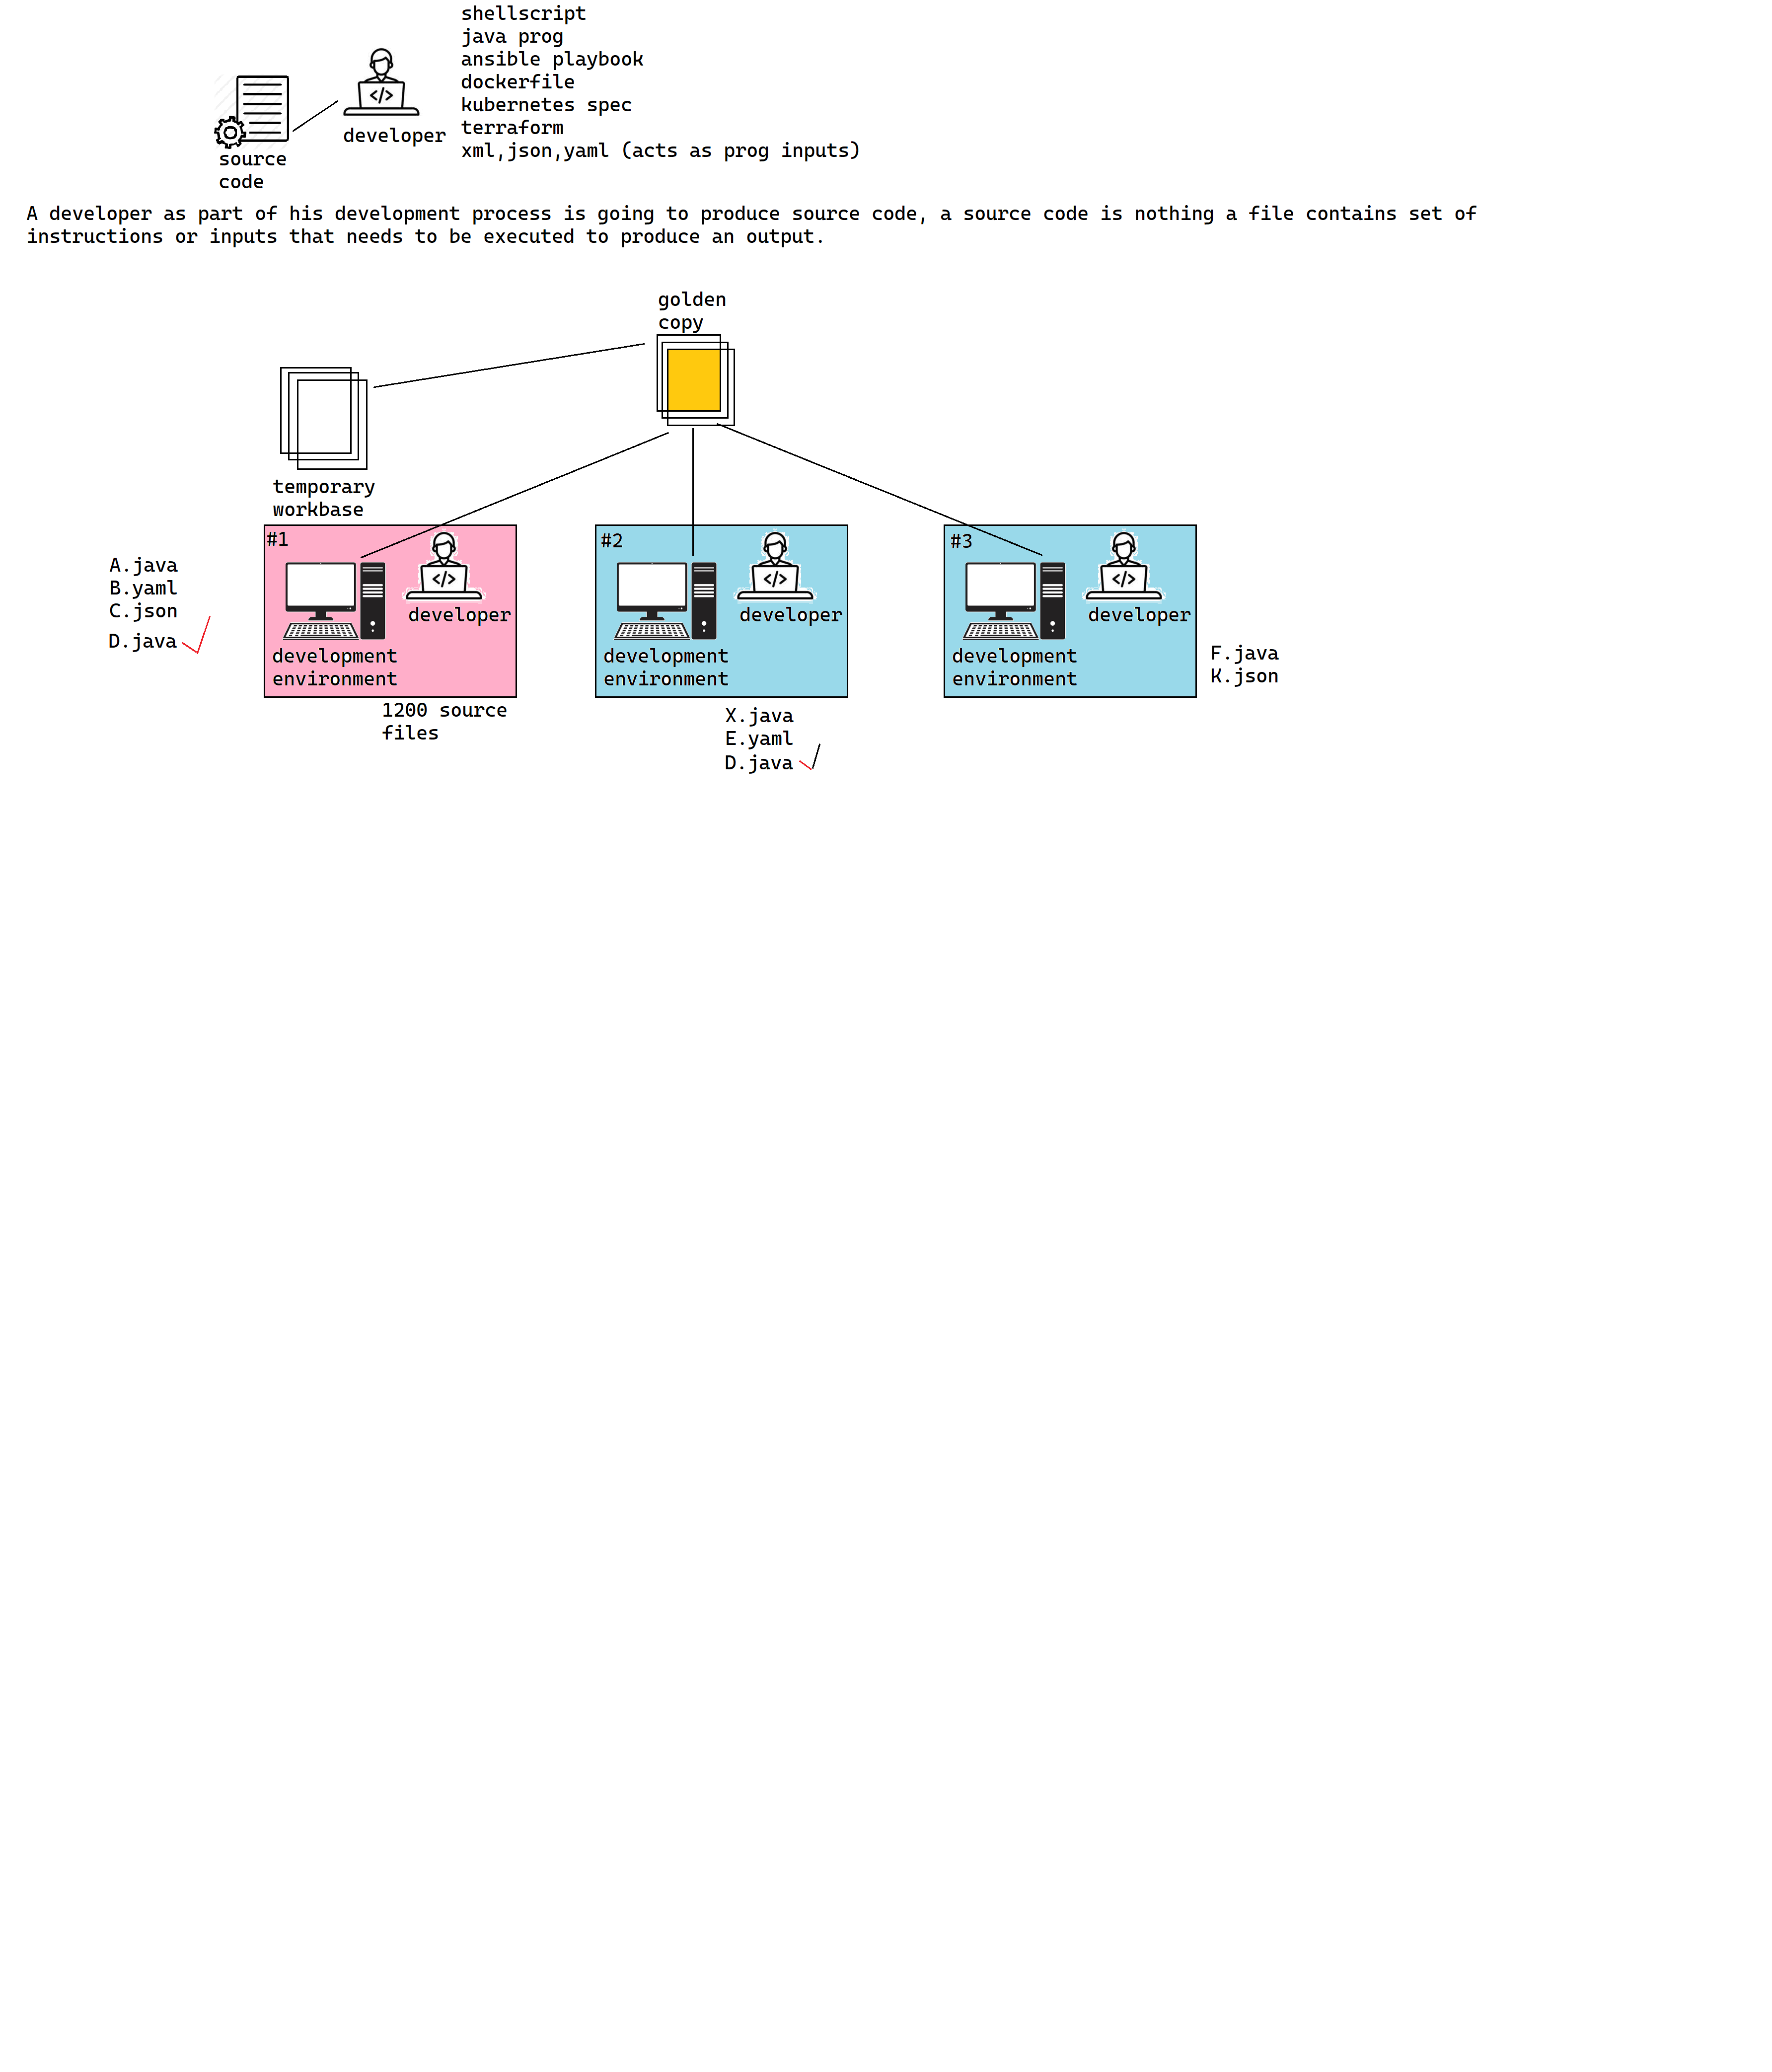 shellscript
java prog
ansible playbook
dockerfile
kubernetes spec
terraform
xml,json,yaml (acts as prog inputs)
developer
source
code
A developer as part of his development process is going to produce source code, a source code is nothing a file contains set of
instructions or inputs that needs to be executed to produce an output.
golden
copy
temporary
workbase
#1
developer
development
environment
1200 source
files
A.java
B.yaml
C.json
D.java
#2
developer
development
environment
X.java
E.yaml
D.java
#3
developer
development
environment
F.java
K.json